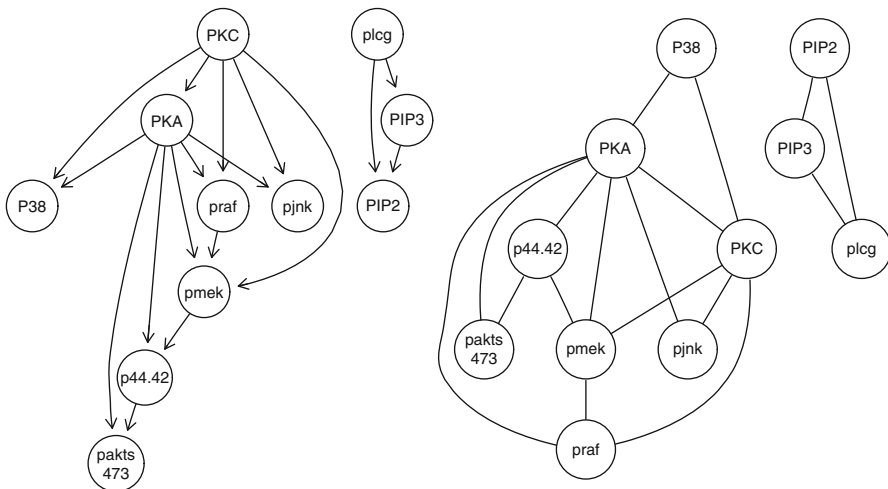 PKC
plcg
PKA
PIP3
P38
praf
pjnk
PIP2
pmek
p44.42
pakts
473
P38
PIP2
PKA
PIP3
p44.42
PKC
plcg
pakts
473
pmek
pjnk
praf